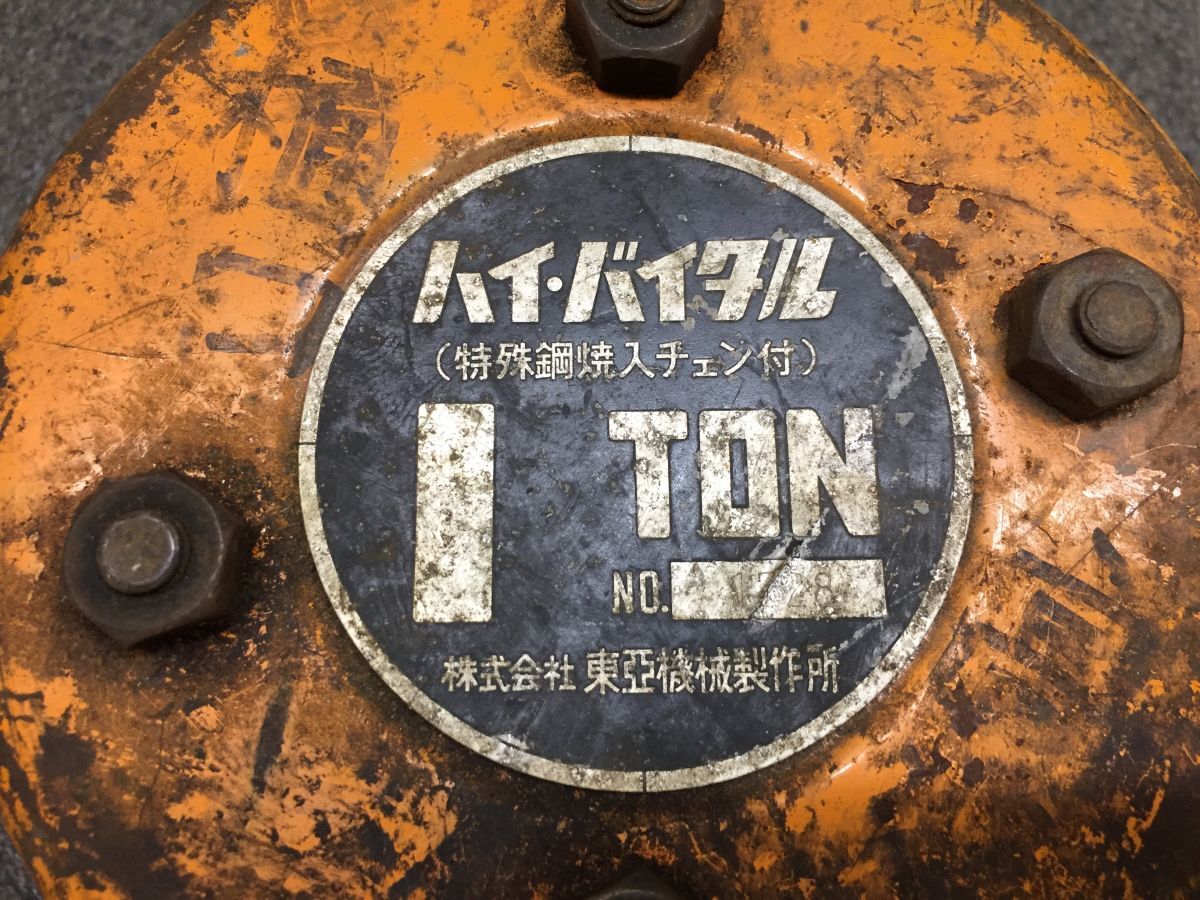 ハイ・バイタル
(特殊鋼焼入チェン付)
1 TON
NO.
株式会社 東亞機械製作所